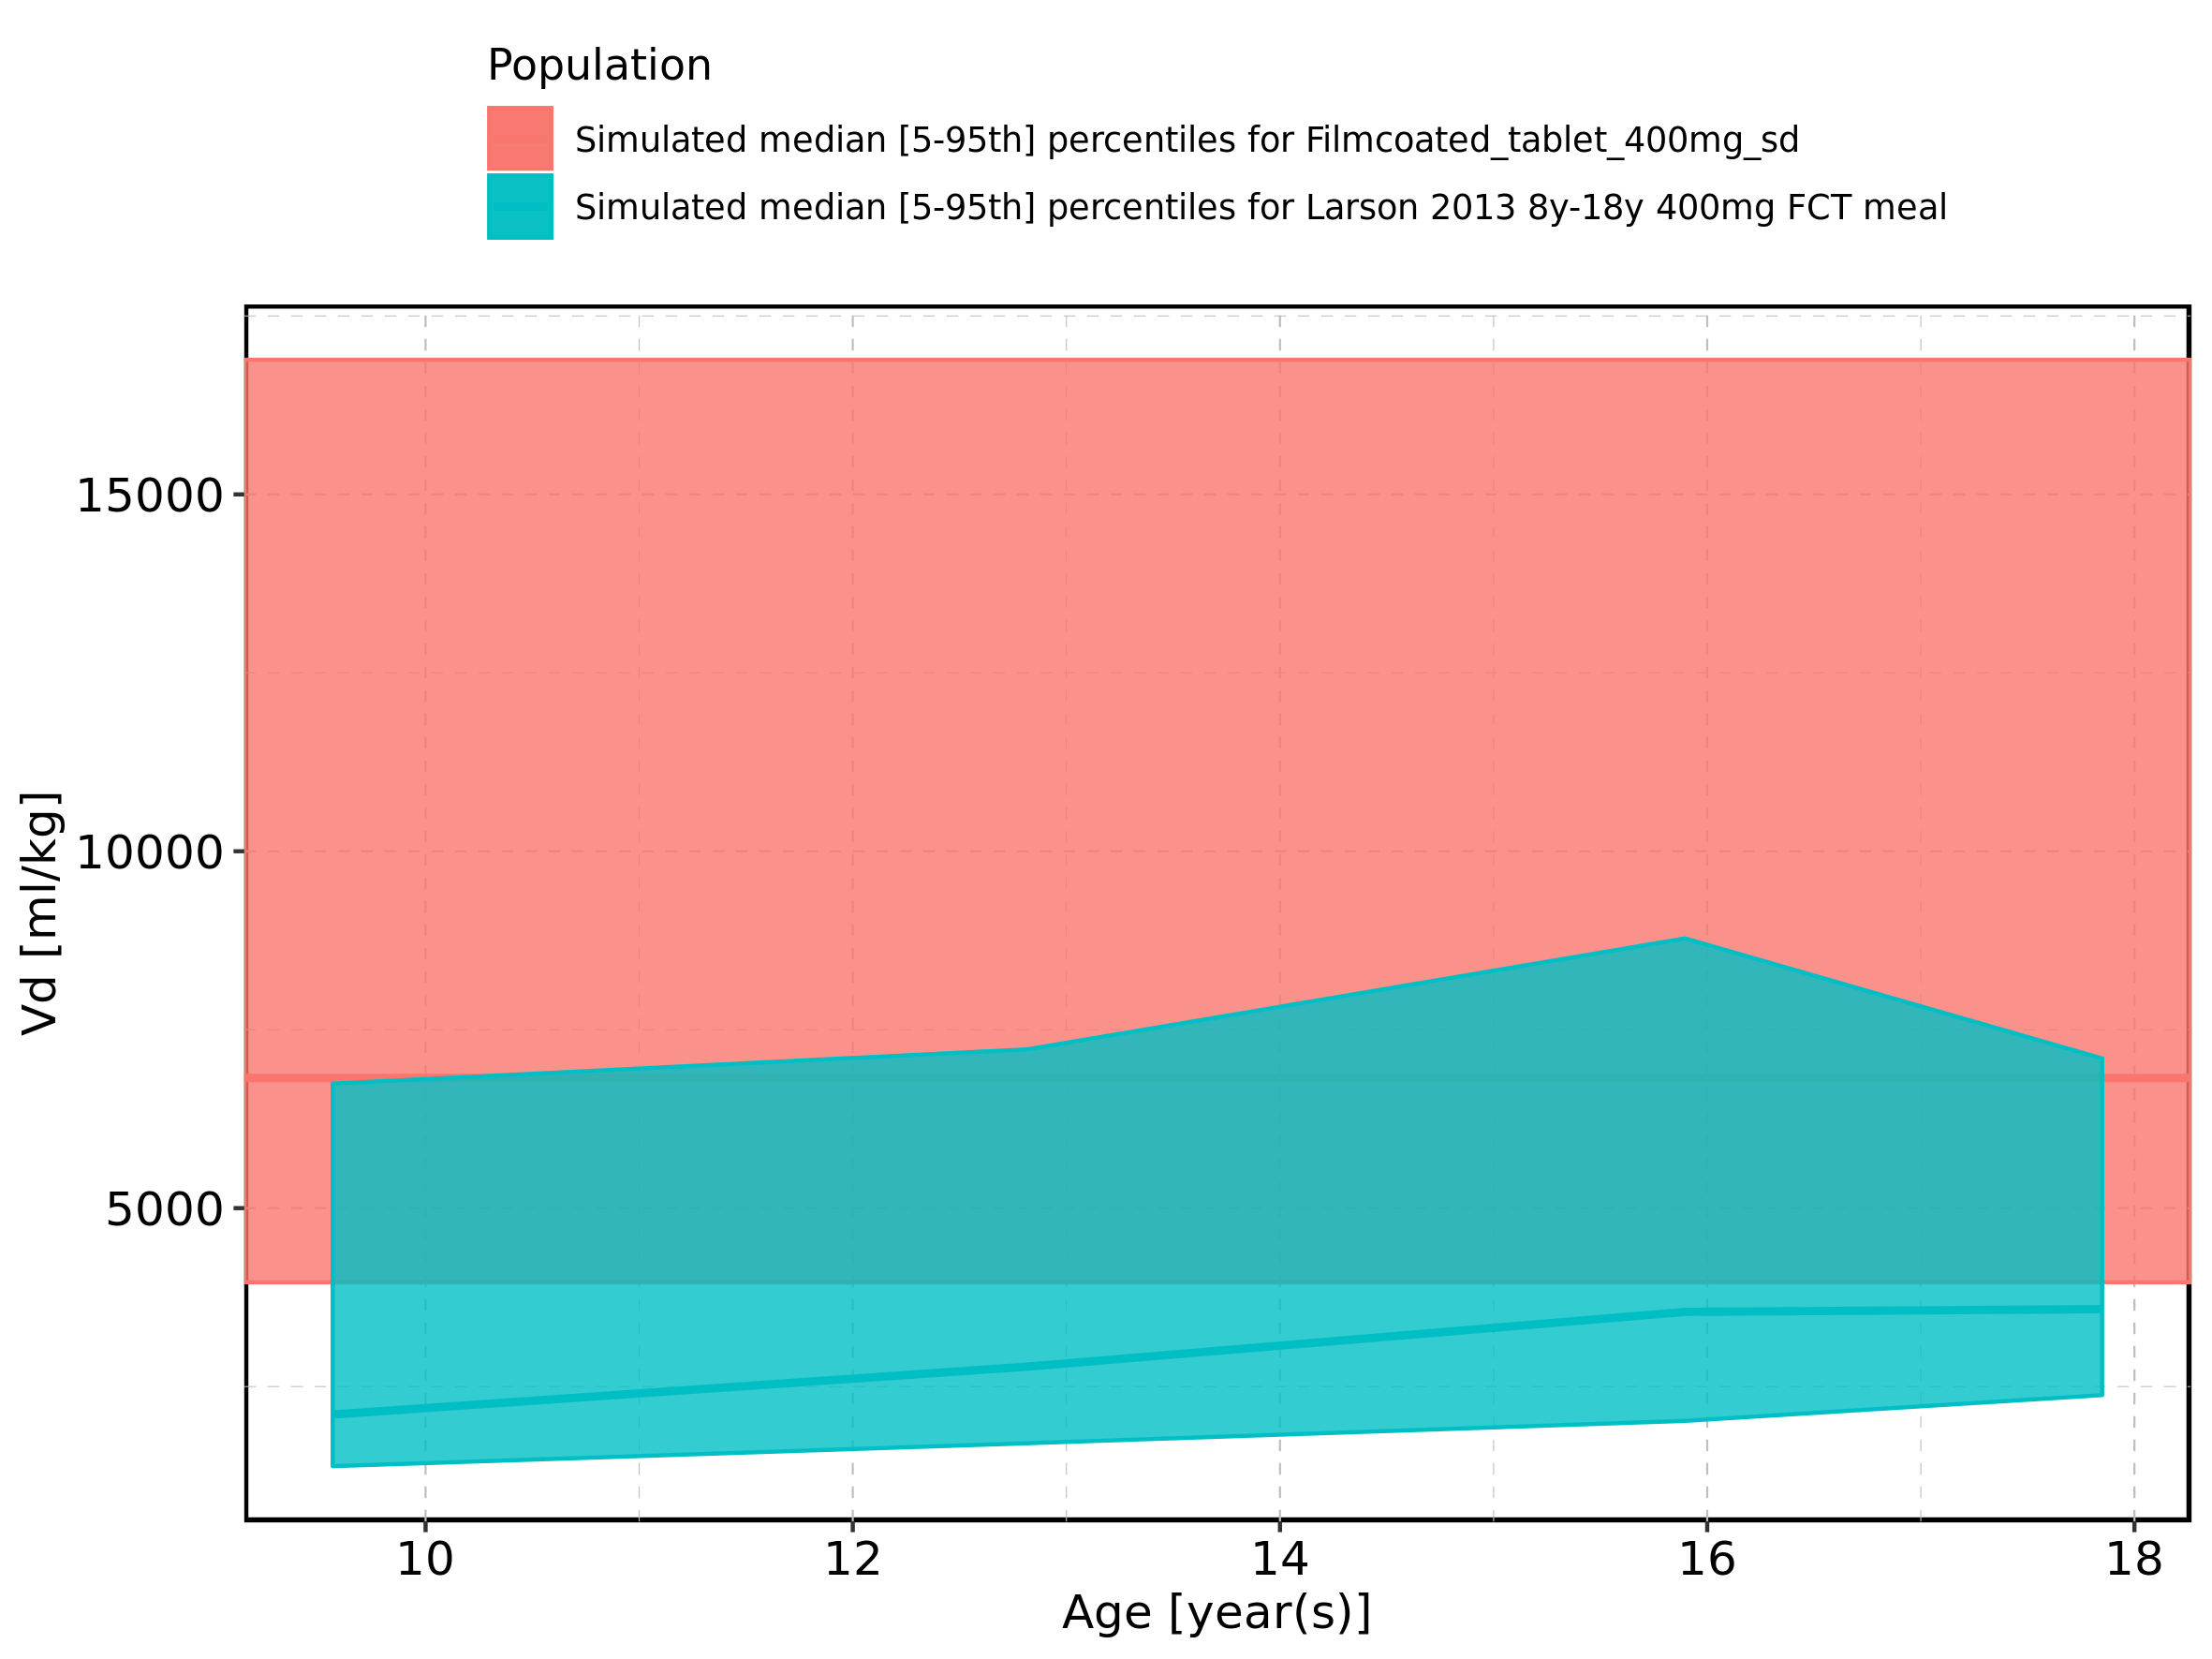 Population
Simulated median [5-95th] percentiles for Filmcoated_tablet_400mg_sd
Simulated median [5-95th] percentiles for Larson 2013 8y-18y 400mg FCT meal
15000
10000
5000
Vd [ml/kg]
10 12 14 16 18
Age [year(s)]